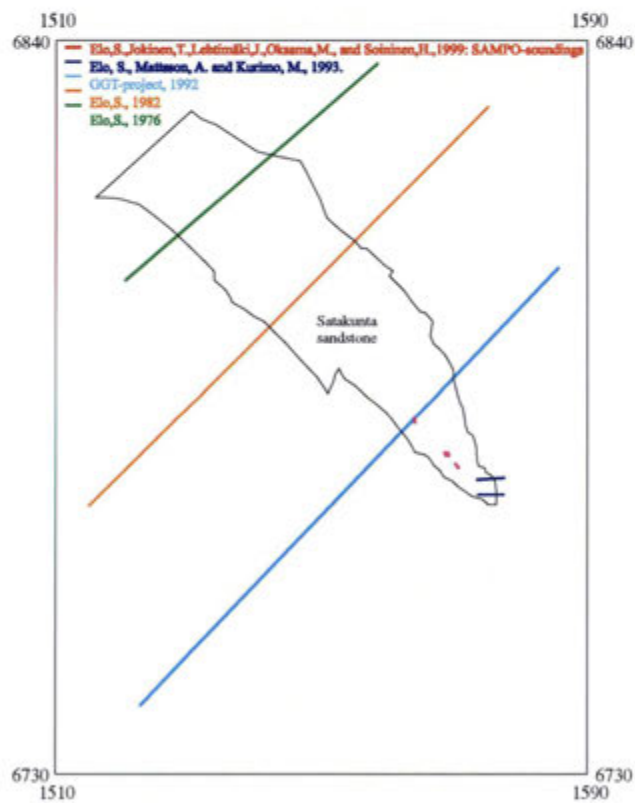 1510 1590
6840 6840
Elo,S.,Jokinen,T.,Lehtimäki,J.,Oksama,M., and Soininen,H.,1999: SAMPO-soundings
Elo, S., Mattsson, A. and Kurimo, M., 1993.
GGT-project, 1992
Elo,S., 1982
Elo,S., 1976
Satakunta
sandstone
6730 6730
1510 1590